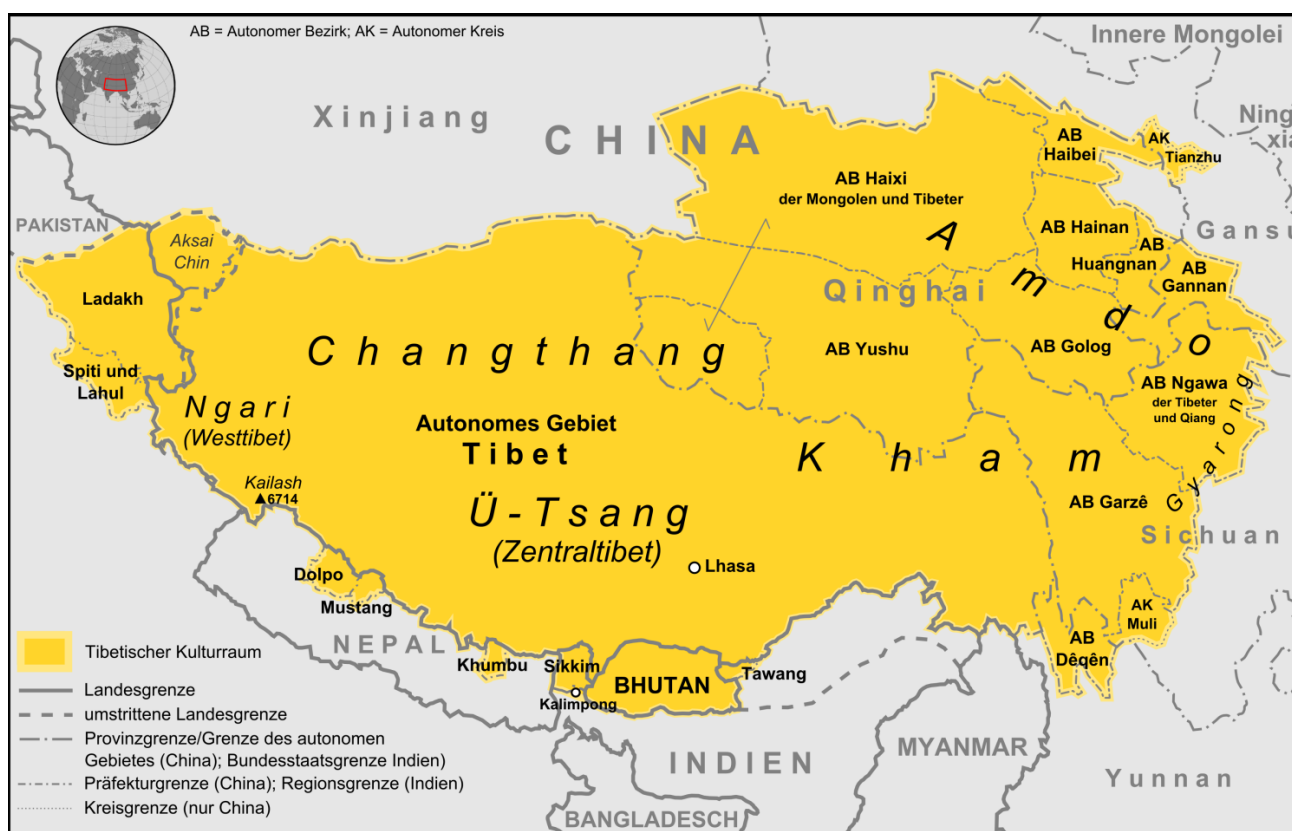 AB = Autonomer Bezirk; AK = Autonomer Kreis
Innere Mongolei
Xinjiang
CHINA
Ning
xia
AB
Haibei
AK
Tianzhu
AB Haixi
der Mongolen und Tibeter
PAKISTAN
Aksai
Chin
AB Hainan
Gansu
AB
Huangnan
AB
Gannan
Amdo
Ladakh
Qinghai
Changthang
AB Yushu
AB Golog
Spiti und
Lahul
AB Ngawa
der Tibeter
und Qiang
Ngari
(Westtibet)
Autonomes Gebiet
Tibet
Kham
Gyarong
Kailash
6714
AB Garzê
Ü-Tsang
(Zentraltibet)
Sichuan
Lhasa
Dolpo
Mustang
AK
Muli
NEPAL
AB
Dêqên
Khumbu
Sikkim
Tawang
BHUTAN
Kalimpong
INDIEN
MYANMAR
Yunnan
BANGLADESCH
Tibetischer Kulturraum
Landesgrenze
umstrittene Landesgrenze
Provinzgrenze/Grenze des autonomen
Gebietes (China); Bundesstaatsgrenze Indien)
Präfekturgrenze (China); Regionsgrenze (Indien)
Kreisgrenze (nur China)